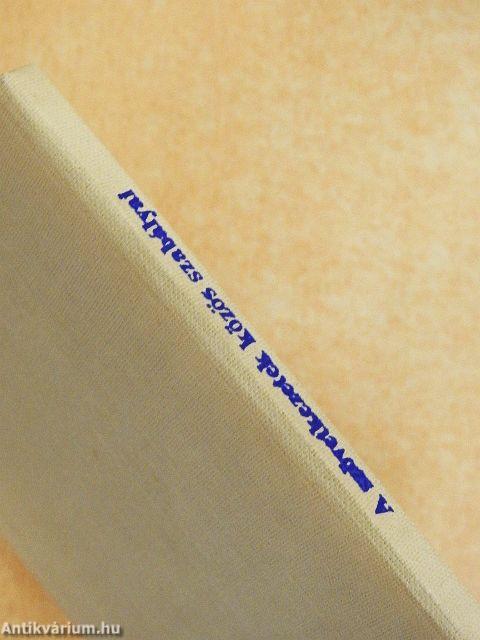 A szövetkezetek közös szabályai
Antikvárium.hu